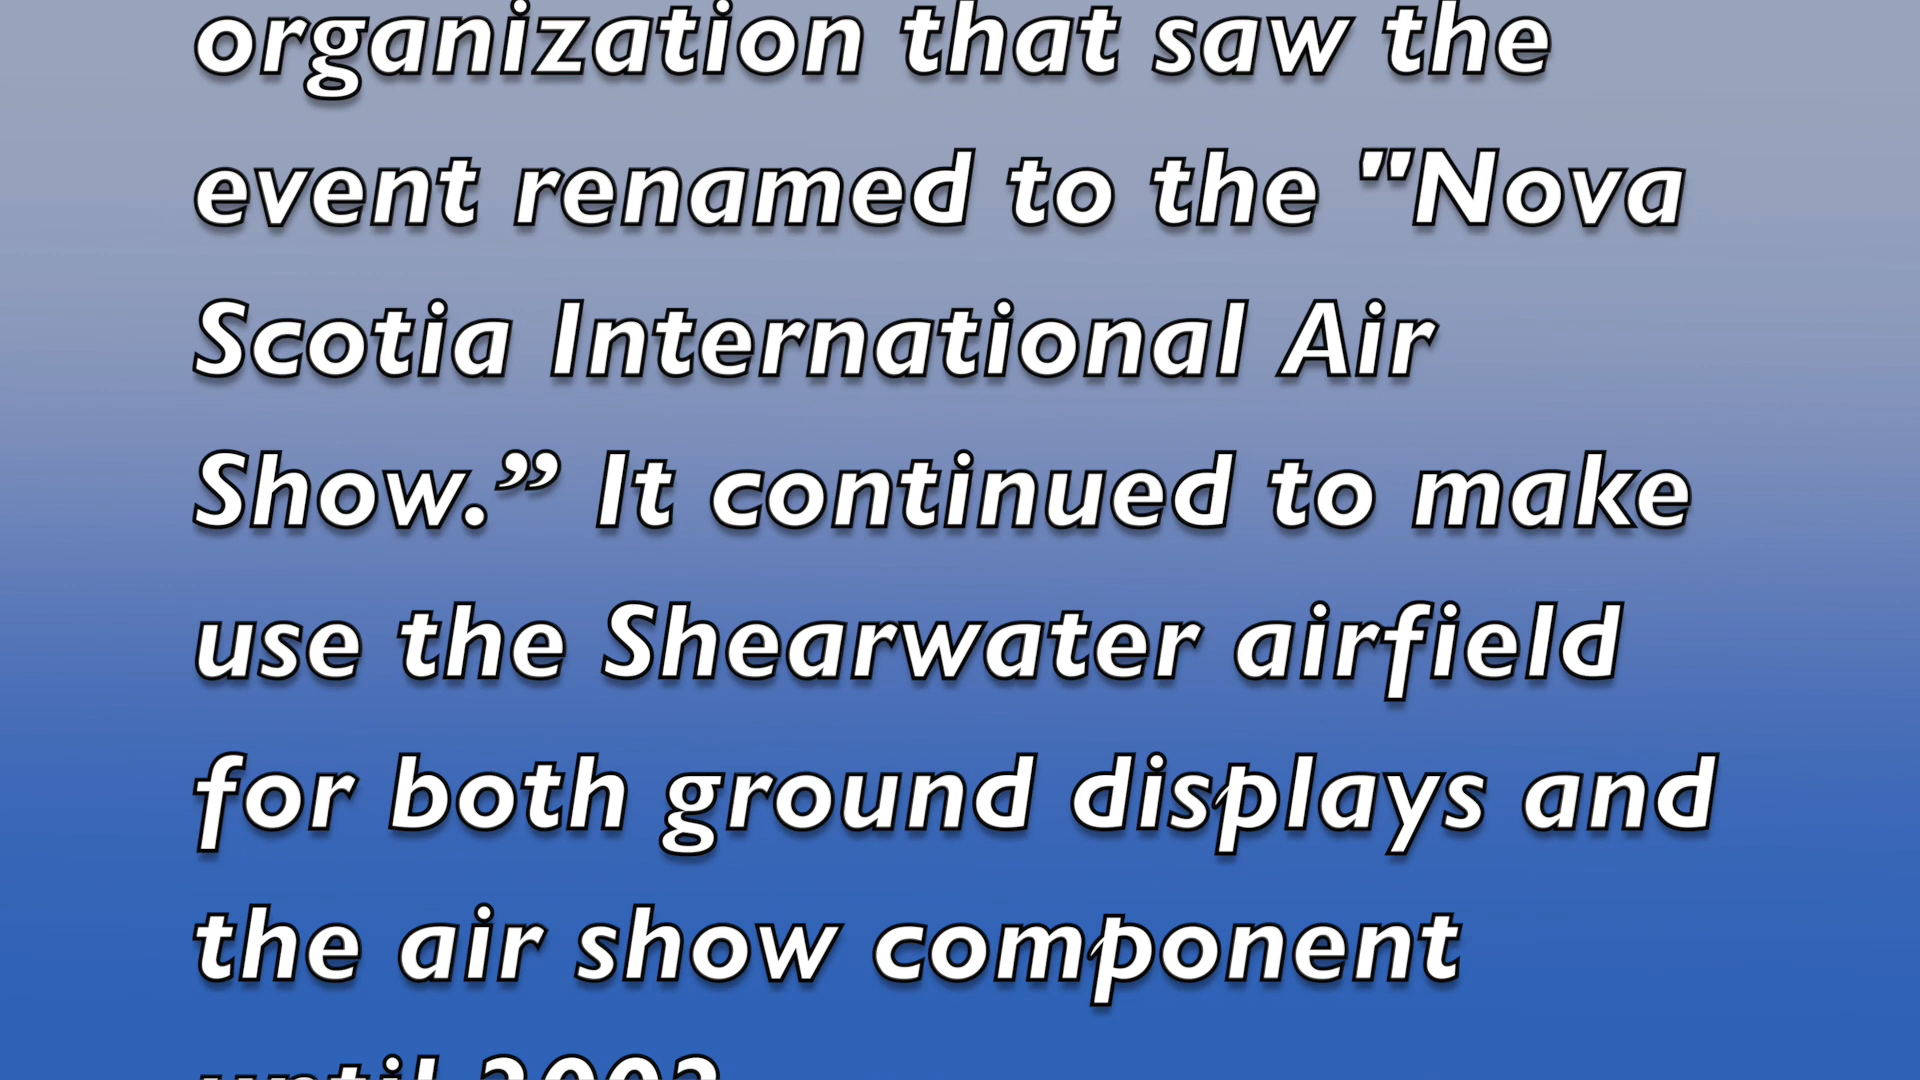 organization that saw the
event renamed to the "Nova
Scotia International Air
Show.” It continued to make
use the Shearwater airfield
for both ground displays and
the air show component
until